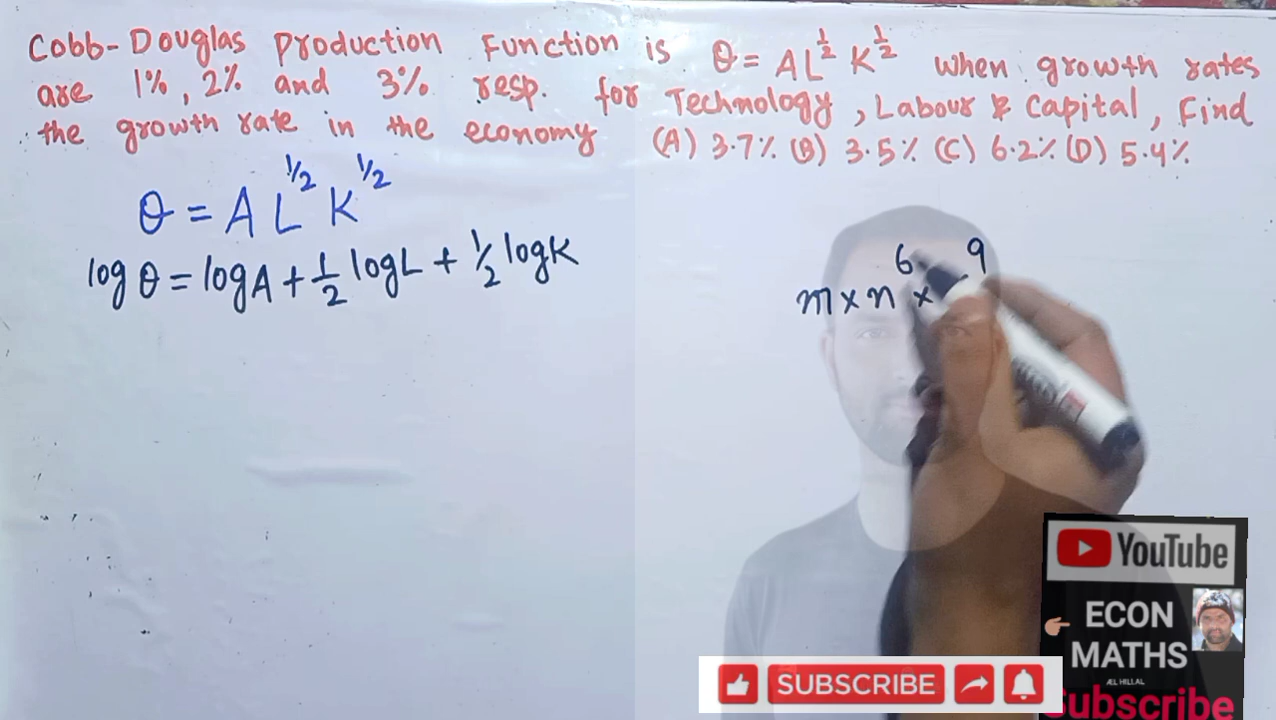 Cobb-Douglas Production Function is Q = AL^1/2 K^1/2 when growth rates
are 1%, 2% and 3% resp. for Technology, Labour & Capital, Find
the growth rate in the economy (A) 3.7% (B) 3.5% (C) 6.2% (D) 5.4%
Q = A L^1/2 K^1/2
log Q = log A + 1/2 log L + 1/2 log K
6 9
m x n x
YouTube
ECON
MATHS
ÆL HILLAL
Subscribe
SUBSCRIBE